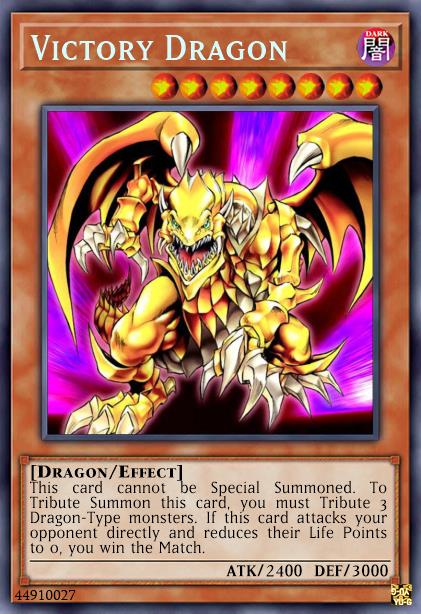 Victory Dragon
DARK
闇
[Dragon/Effect]
This card cannot be Special Summoned. To
Tribute Summon this card, you must Tribute 3
Dragon-Type monsters. If this card attacks your
opponent directly and reduces their Life Points
to 0, you win the Match.
ATK/2400 DEF/3000
44910027